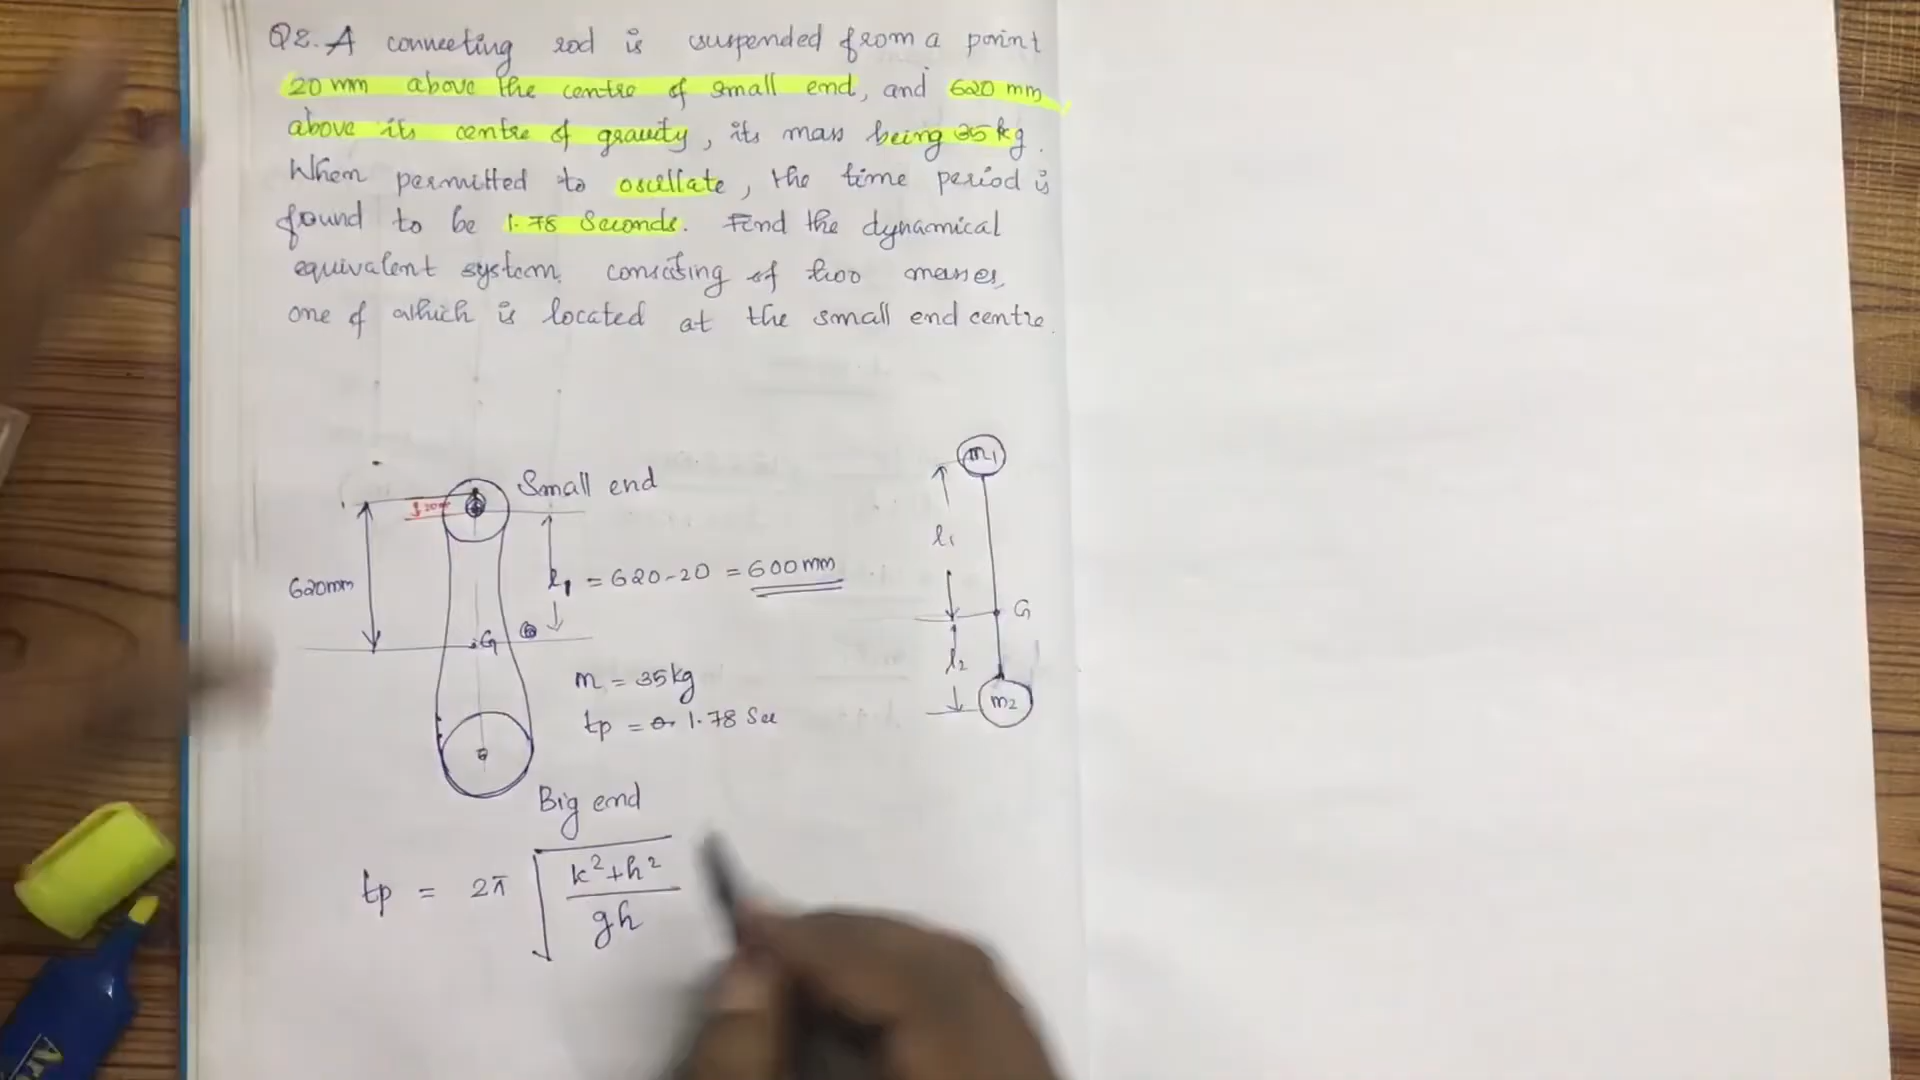 Q2. A connecting rod is suspended from a point
20 mm above the centre of small end, and 620 mm
above its centre of gravity, its mass being 35 kg.
When permitted to oscillate, the time period is
found to be 1.78 Seconds. Find the dynamical
equivalent system consisting of two masses,
one of which is located at the small end centre.
Small end
m1
620mm
l1 = 620-20 = 600mm
l1
G
G
l2
m = 35kg
m2
tp = 1.78 Sec
Big end
tp = 2π √ k²+h²
gh